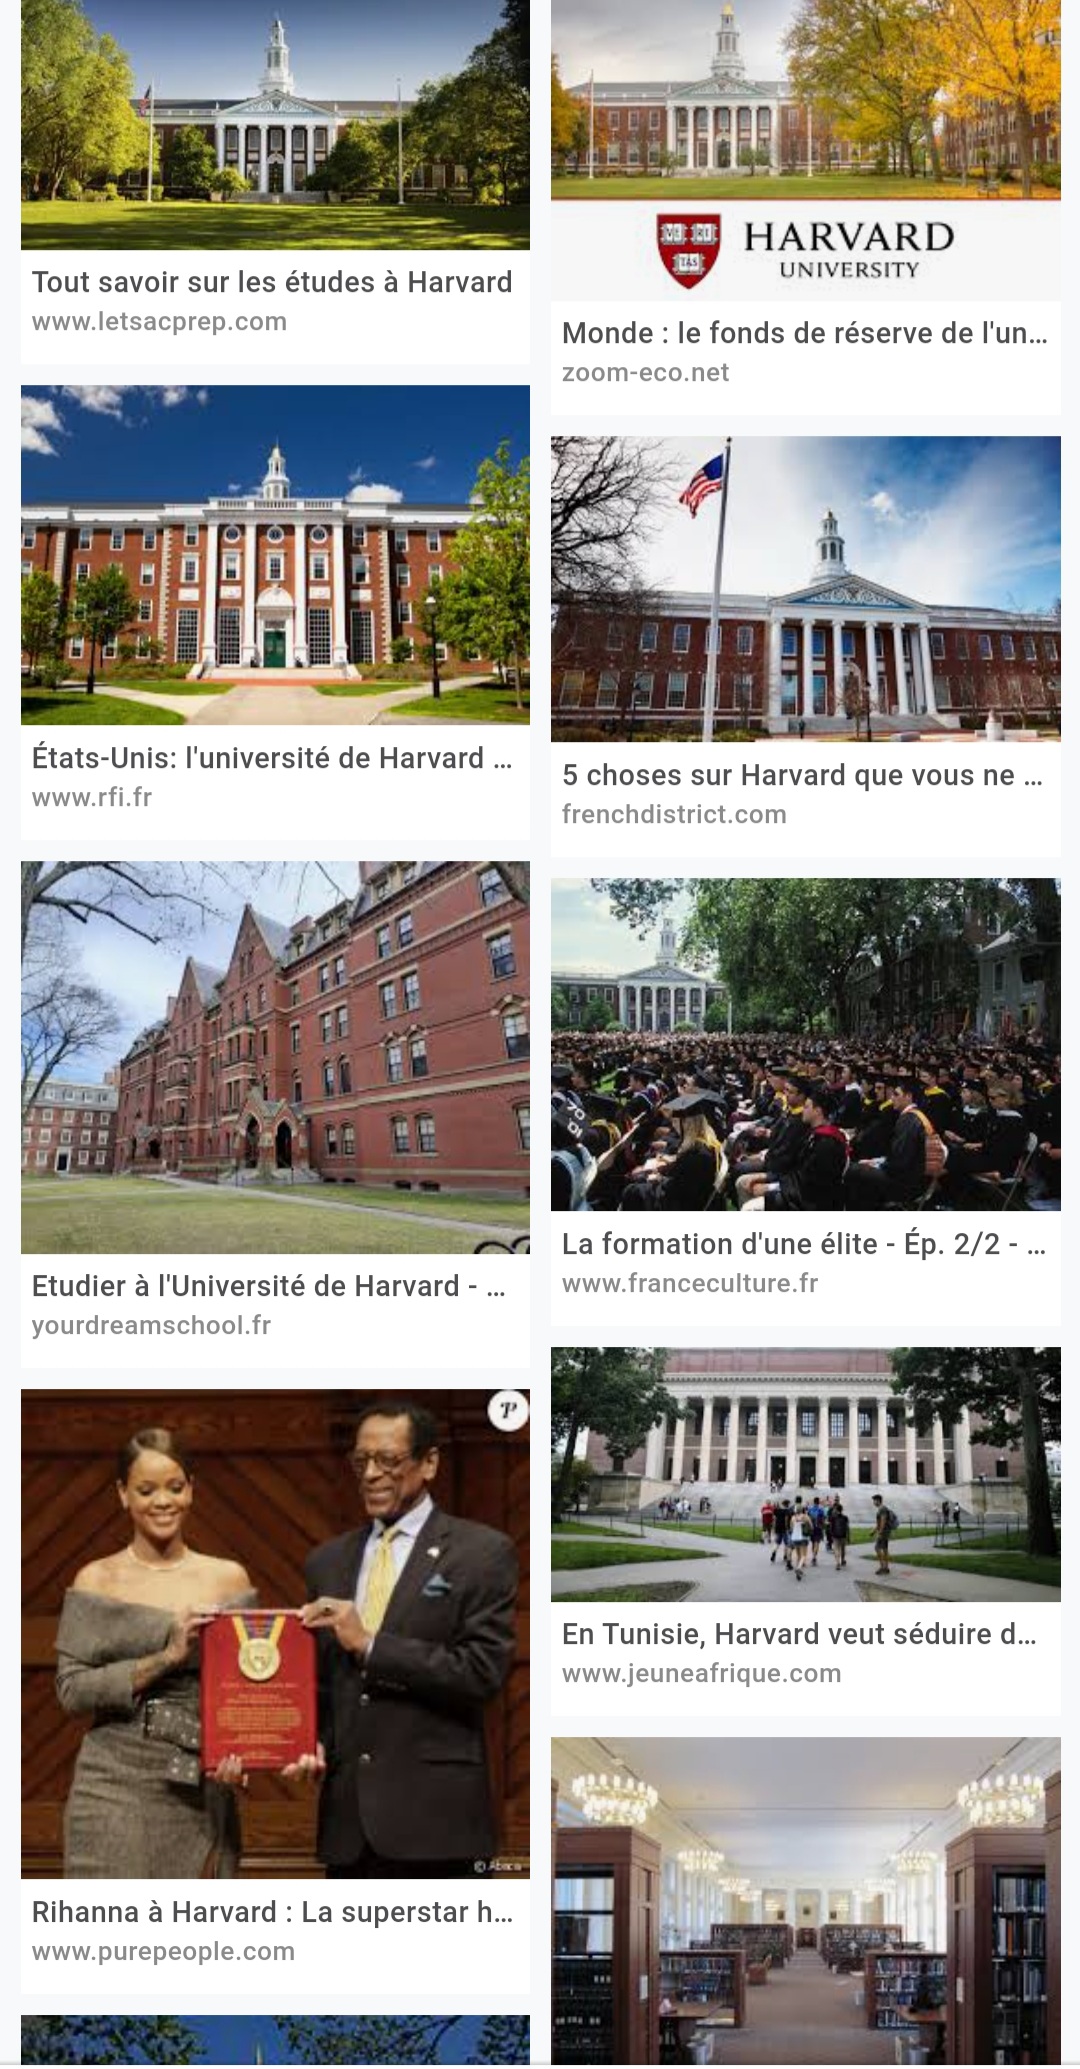 Tout savoir sur les études à Harvard
www.letsacprep.com
VE RI
TAS
HARVARD
UNIVERSITY
Monde : le fonds de réserve de l'un...
zoom-eco.net
États-Unis: l'université de Harvard ...
www.rfi.fr
5 choses sur Harvard que vous ne ...
frenchdistrict.com
Etudier à l'Université de Harvard - ...
yourdreamschool.fr
La formation d'une élite - Ép. 2/2 - ...
www.franceculture.fr
P
© Abaca
Rihanna à Harvard : La superstar h...
www.purepeople.com
En Tunisie, Harvard veut séduire d...
www.jeuneafrique.com